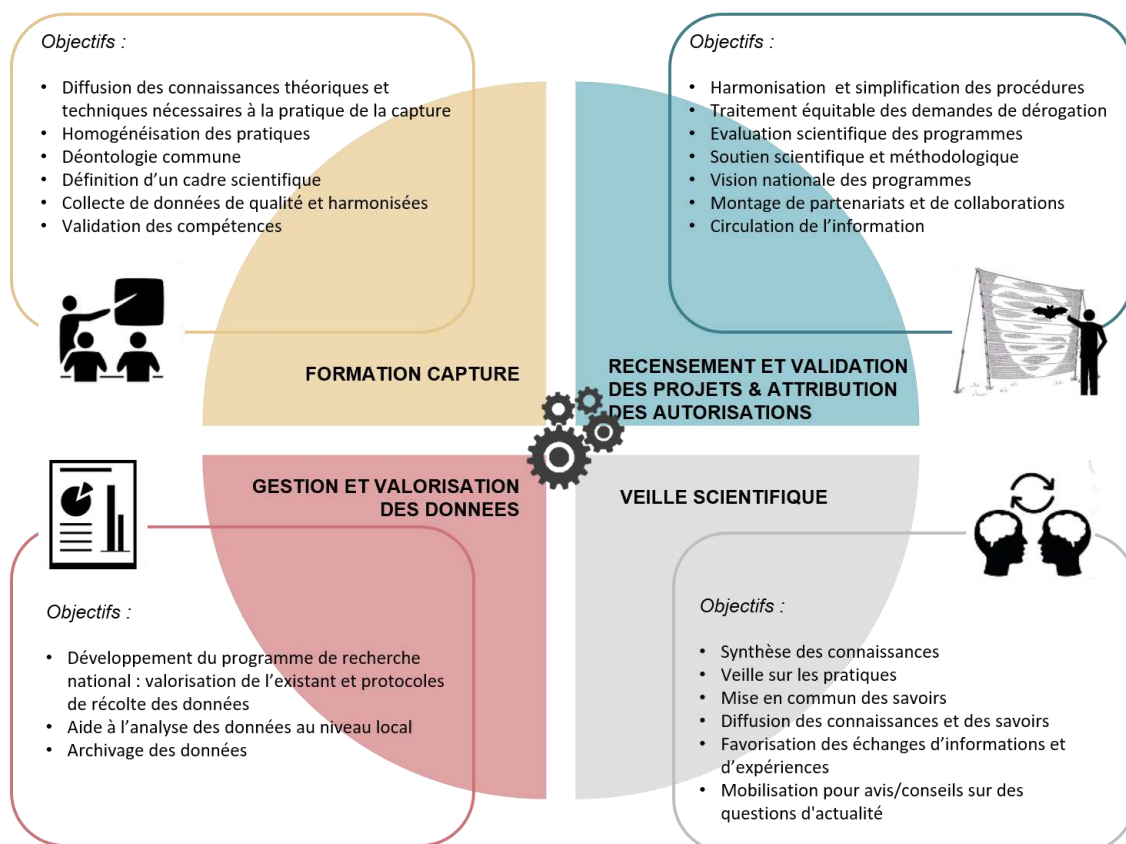 Objectifs :
• Diffusion des connaissances théoriques et
techniques nécessaires à la pratique de la capture
• Homogénéisation des pratiques
• Déontologie commune
• Définition d'un cadre scientifique
• Collecte de données de qualité et harmonisées
• Validation des compétences
FORMATION CAPTURE
Objectifs :
• Harmonisation et simplification des procédures
• Traitement équitable des demandes de dérogation
• Evaluation scientifique des programmes
• Soutien scientifique et méthodologique
• Vision nationale des programmes
• Montage de partenariats et de collaborations
• Circulation de l'information
RECENSEMENT ET VALIDATION
DES PROJETS & ATTRIBUTION
DES AUTORISATIONS
GESTION ET VALORISATION
DES DONNEES
Objectifs :
• Développement du programme de recherche
national : valorisation de l'existant et protocoles
de récolte des données
• Aide à l'analyse des données au niveau local
• Archivage des données
VEILLE SCIENTIFIQUE
Objectifs :
• Synthèse des connaissances
• Veille sur les pratiques
• Mise en commun des savoirs
• Diffusion des connaissances et des savoirs
• Favorisation des échanges d'informations et
d'expériences
• Mobilisation pour avis/conseils sur des
questions d'actualité